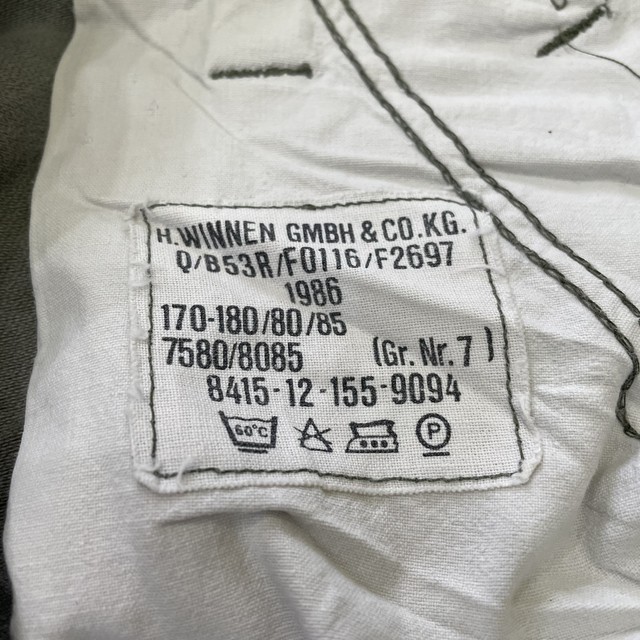 H.WINNEN GMBH & CO.KG.
Q/B53R/F0116/F2697
1986
170-180/80/85
7580/8085 (Gr. Nr. 7)
8415-12-155-9094
60°C P